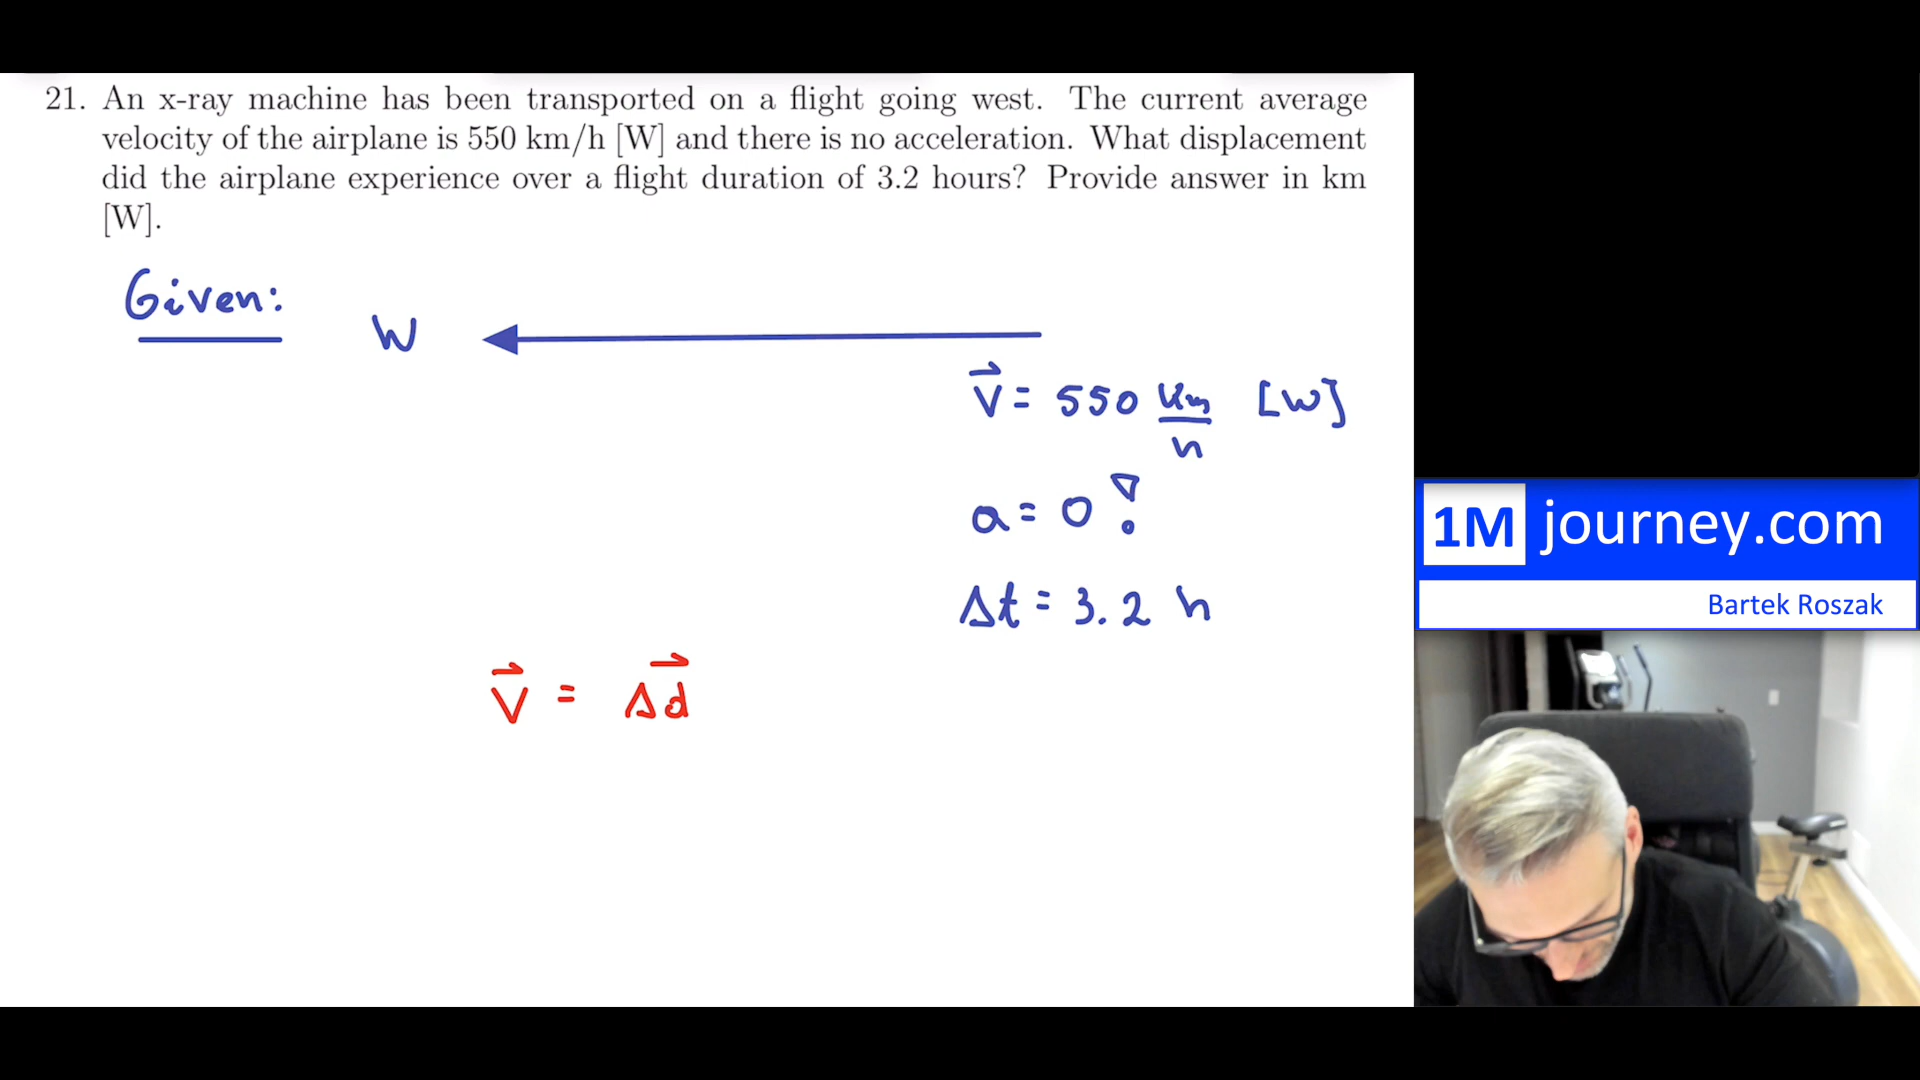 21. An x-ray machine has been transported on a flight going west. The current average
velocity of the airplane is 550 km/h [W] and there is no acceleration. What displacement
did the airplane experience over a flight duration of 3.2 hours? Provide answer in km
[W].
Given:
W
V⃗ = 550 km/h [W]
a = 0 !
Δt = 3.2 h
V⃗ = Δd⃗
1M journey.com
Bartek Roszak